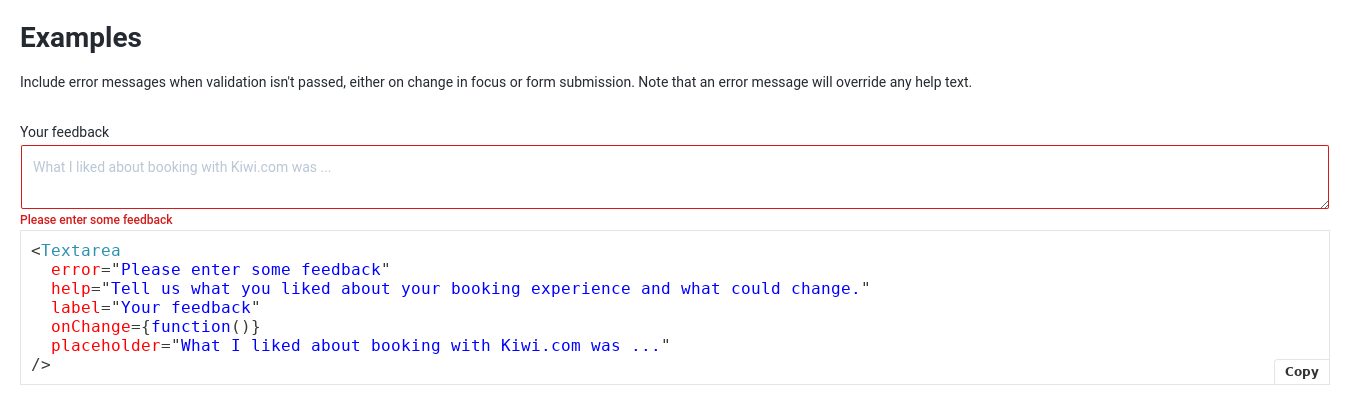 Examples
Include error messages when validation isn't passed, either on change in focus or form submission. Note that an error message will override any help text.
Your feedback
What I liked about booking with Kiwi.com was ...
Please enter some feedback
<Textarea
  error="Please enter some feedback"
  help="Tell us what you liked about your booking experience and what could change."
  label="Your feedback"
  onChange={function()}
  placeholder="What I liked about booking with Kiwi.com was ..."
/>
Copy